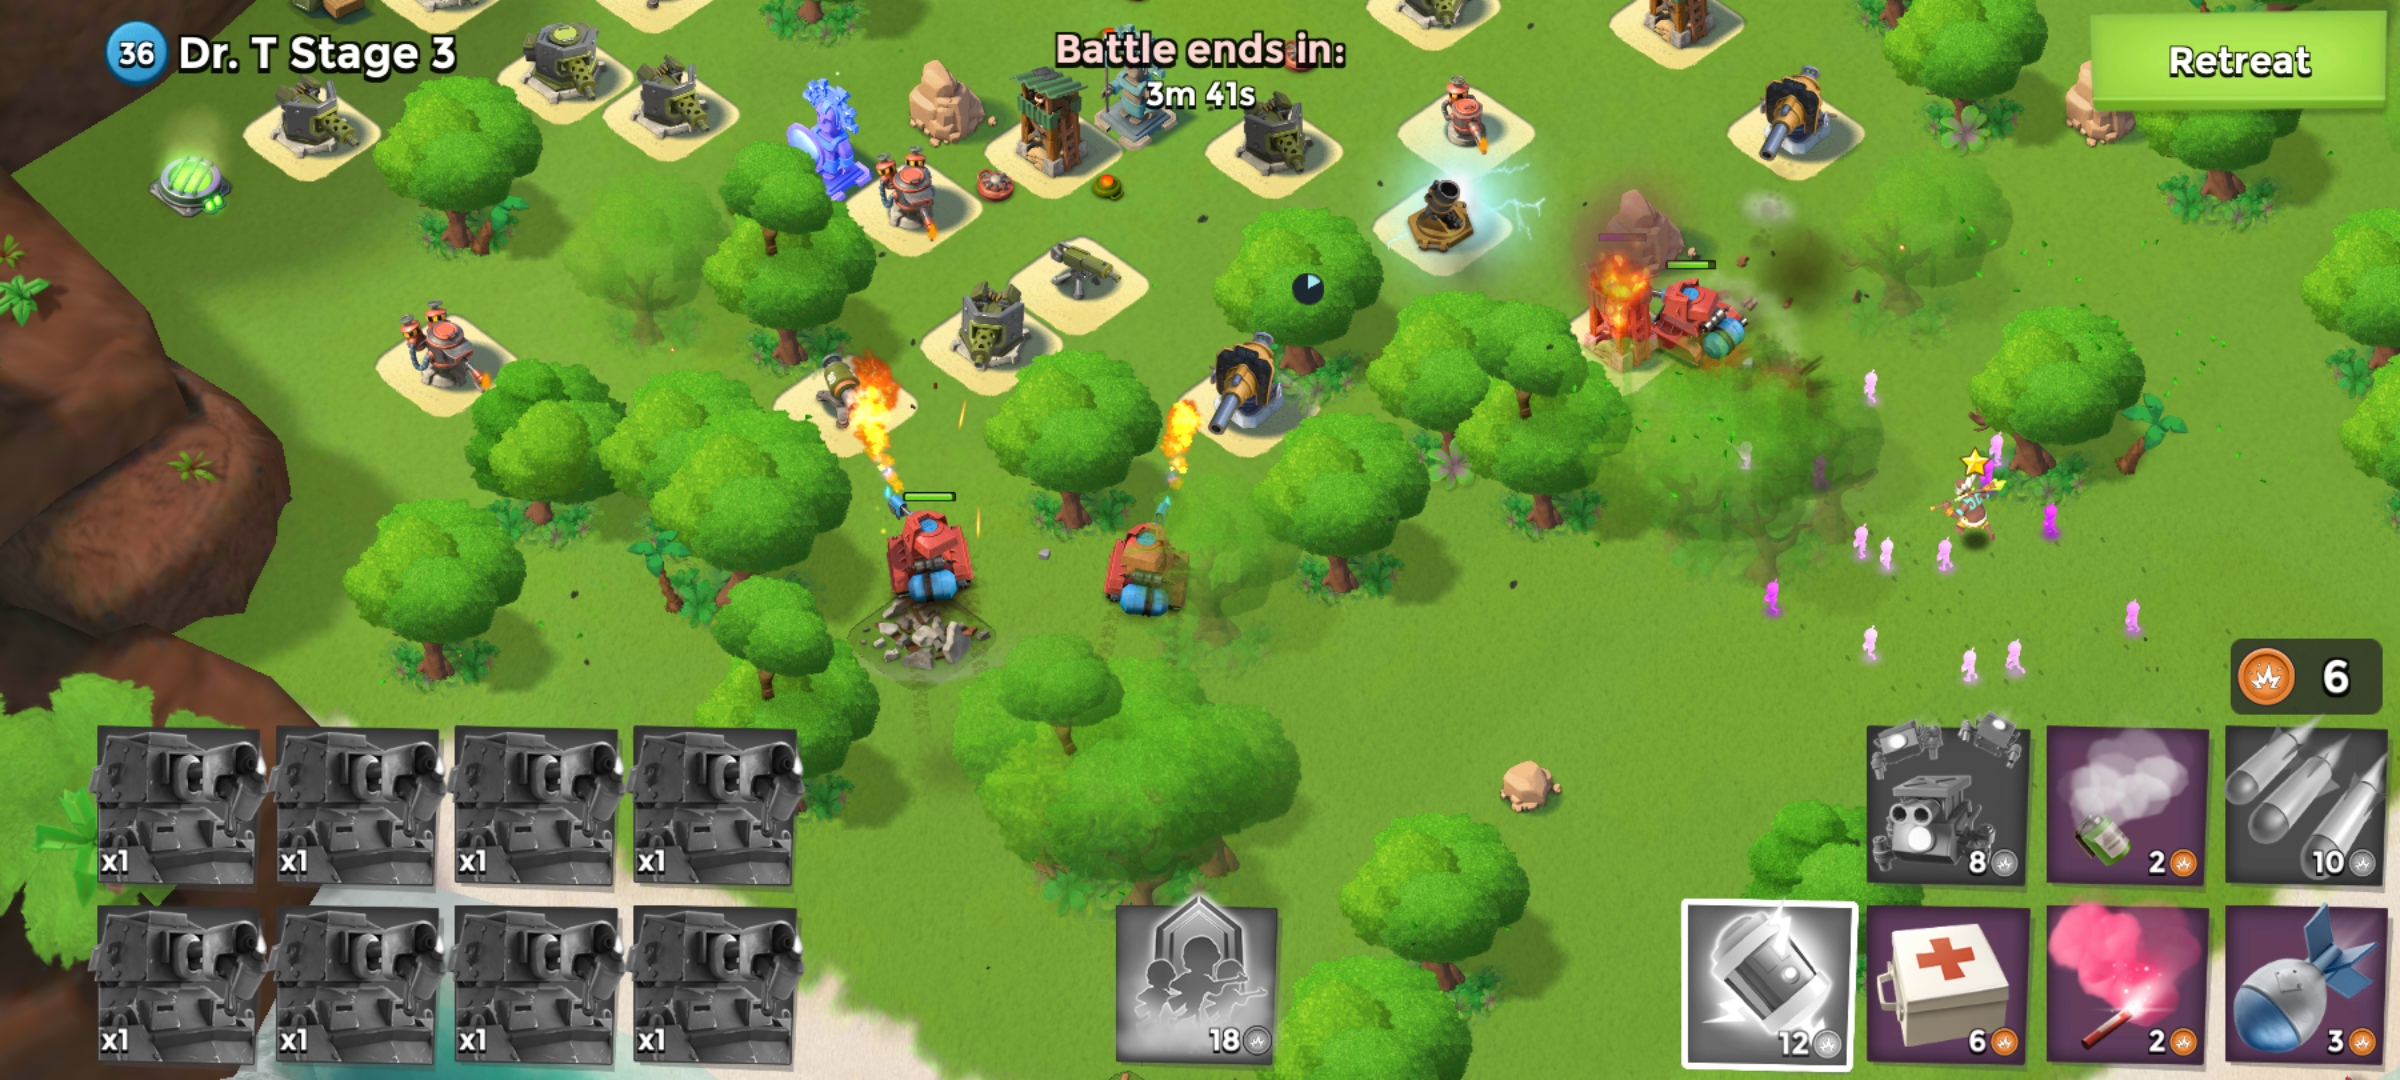 36 Dr. T Stage 3
Battle ends in:
3m 41s
Retreat
6
x1 x1 x1 x1
8 2 10
x1 x1 x1 x1
18 12 6 2 3